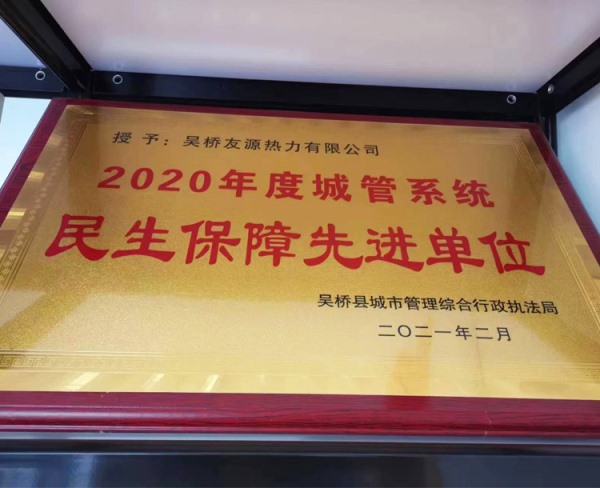 授予：吴桥友源热力有限公司
2020年度城管系统
民生保障先进单位
吴桥县城市管理综合行政执法局
二〇二一年二月